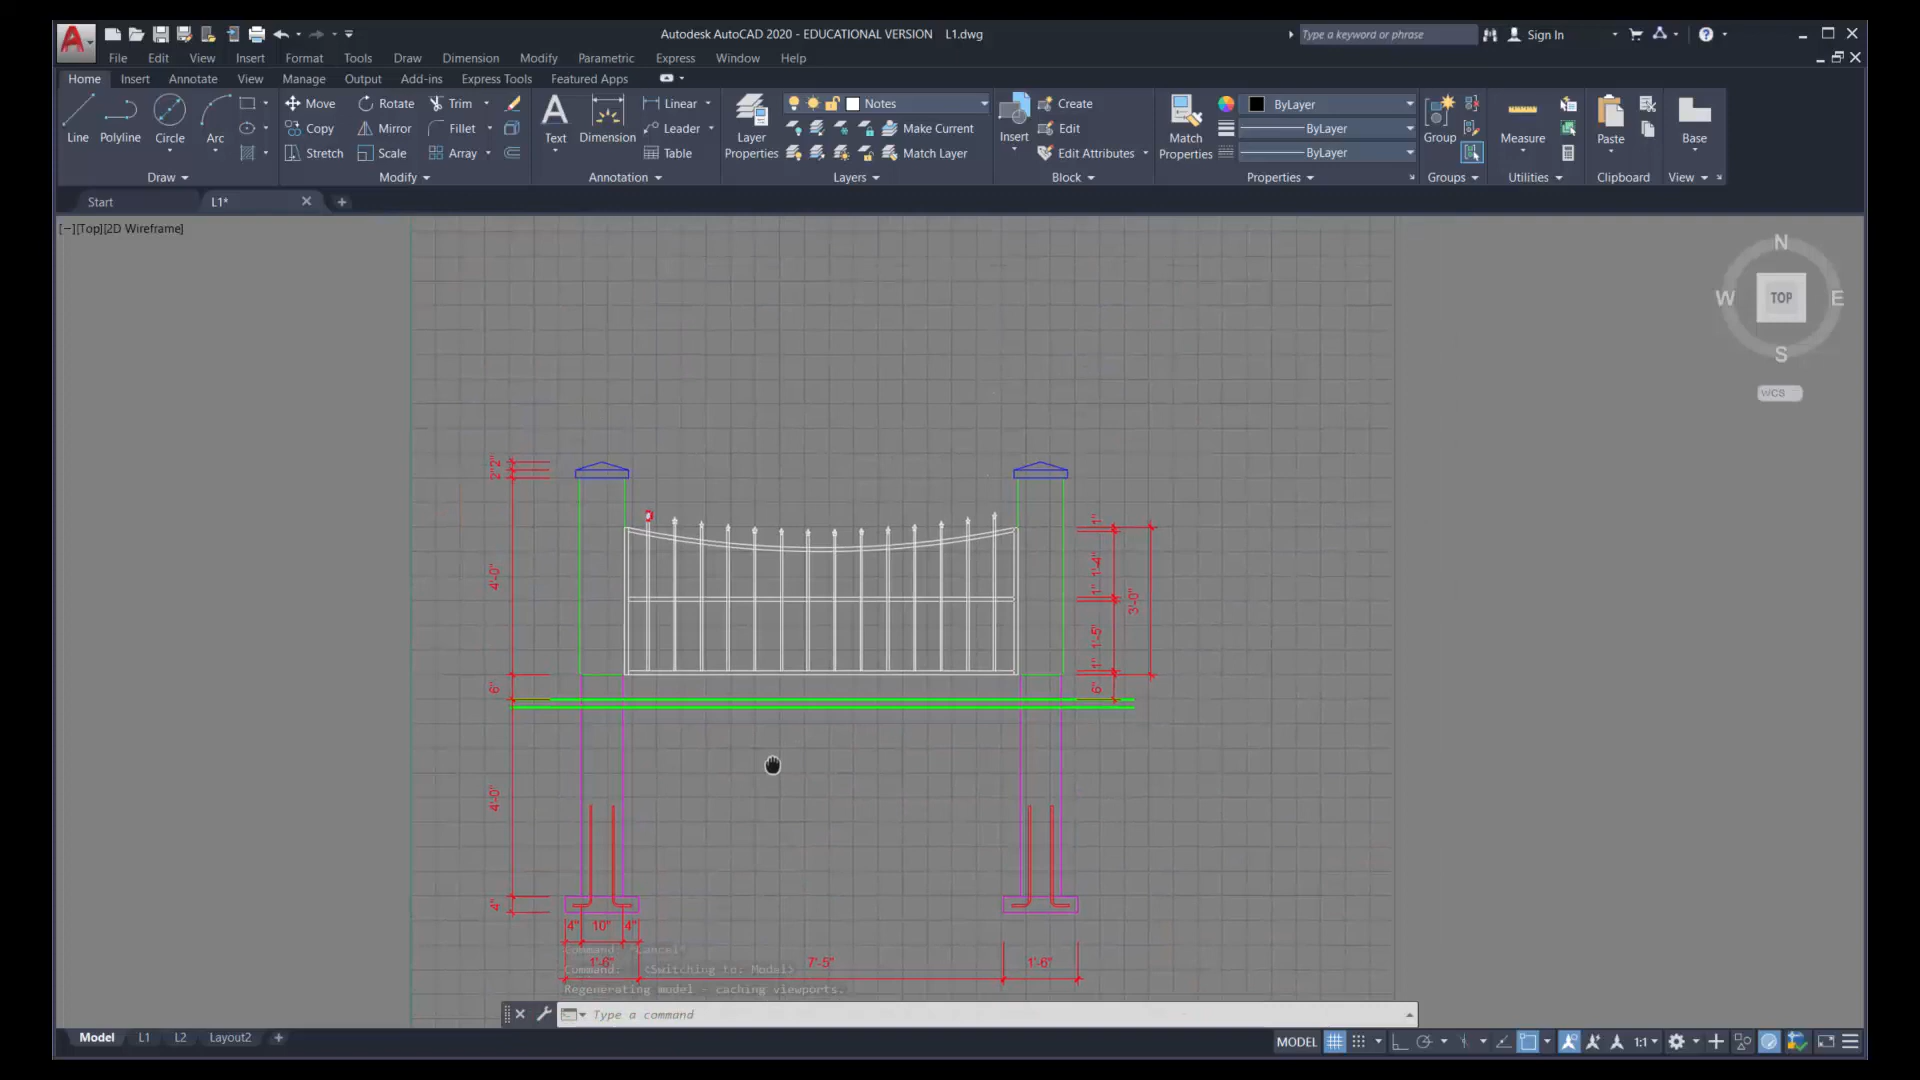 Autodesk AutoCAD 2020 - EDUCATIONAL VERSION L1.dwg
Type a keyword or phrase
Sign In
File Edit View Insert Format Tools Draw Dimension Modify Parametric Express Window Help
Home Insert Annotate View Manage Output Add-ins Express Tools Featured Apps
Line Polyline Circle Arc
Move Rotate Trim
Copy Mirror Fillet
Stretch Scale Array
Text Dimension
Linear
Leader
Table
Layer Properties
Notes
Make Current
Match Layer
Insert
Create
Edit
Edit Attributes
Match Properties
ByLayer
ByLayer
ByLayer
Group
Measure
Paste
Base
Draw Modify Annotation Layers Block Properties Groups Utilities Clipboard View
Start L1*
[−][Top][2D Wireframe]
N
W TOP E
S
WCS
2"
2"
4'-0"
6"
4'-0"
4"
1"
1'-4"
1"
1'-5"
1"
6"
3'-0"
4" 10" 4"
1'-6" 7'-5" 1'-6"
Command: *Cancel*
Command: <Switching to: Model>
Regenerating model - caching viewports.
Type a command
Model L1 L2 Layout2
MODEL 1:1